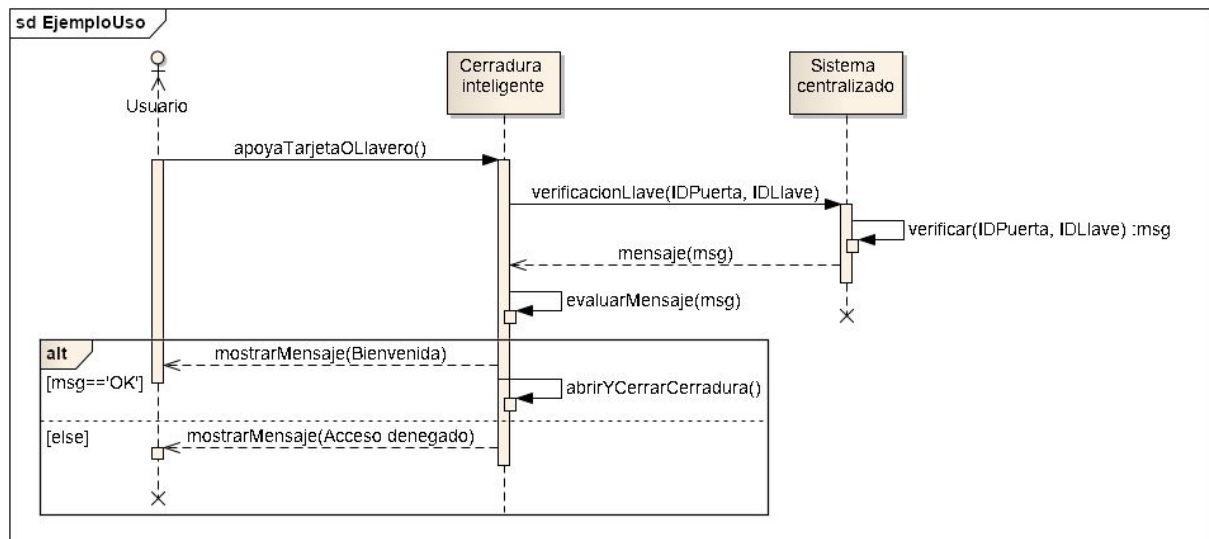 sd EjemploUso
Usuario
Cerradura
inteligente
Sistema
centralizado
apoyaTarjetaOLlavero()
verificacionLlave(IDPuerta, IDLlave)
verificar(IDPuerta, IDLlave) :msg
mensaje(msg)
evaluarMensaje(msg)
alt
mostrarMensaje(Bienvenida)
[msg=='OK']
abrirYCerrarCerradura()
[else]
mostrarMensaje(Acceso denegado)